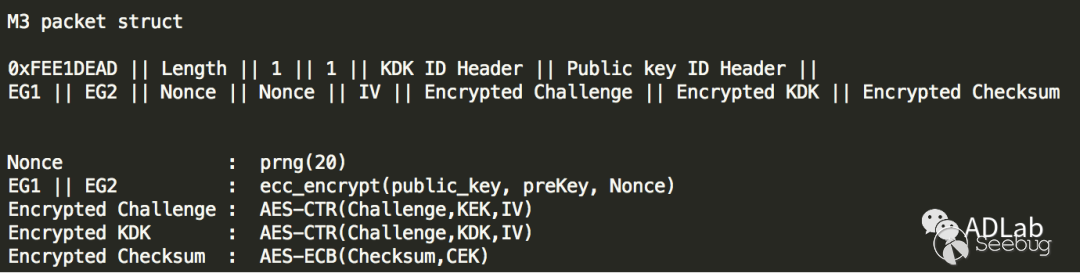 M3 packet struct
0xFEE1DEAD || Length || 1 || 1 || KDK ID Header || Public key ID Header ||
EG1 || EG2 || Nonce || Nonce || IV || Encrypted Challenge || Encrypted KDK || Encrypted Checksum
Nonce : prng(20)
EG1 || EG2 : ecc_encrypt(public_key, preKey, Nonce)
Encrypted Challenge : AES-CTR(Challenge,KEK,IV)
Encrypted KDK : AES-CTR(Challenge,KDK,IV)
Encrypted Checksum : AES-ECB(Checksum,CEK)
ADLab
Seebug